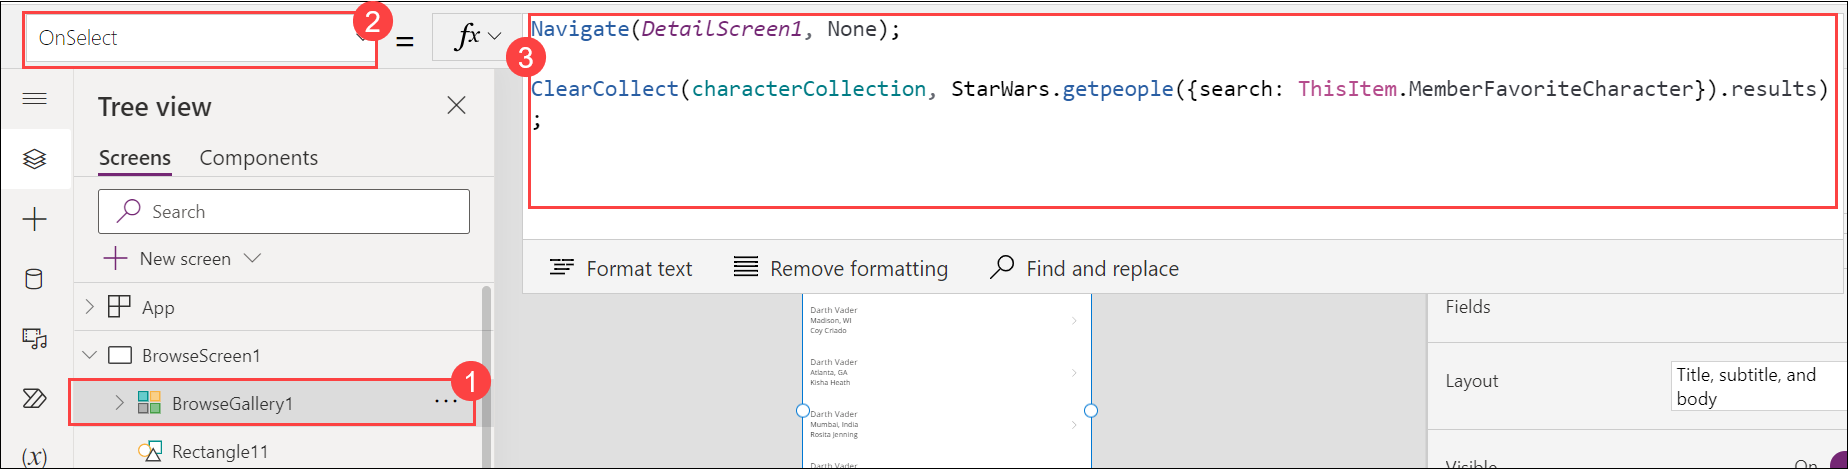 OnSelect
2
=
fx
3
Navigate(DetailScreen1, None);
ClearCollect(characterCollection, StarWars.getpeople({search: ThisItem.MemberFavoriteCharacter}).results)
;
Tree view
Screens
Components
Search
New screen
Format text
Remove formatting
Find and replace
App
BrowseScreen1
1
BrowseGallery1
...
Rectangle11
(x)
Darth Vader
Madison, WI
Coy Criado
Darth Vader
Atlanta, GA
Kisha Heath
Darth Vader
Mumbai, India
Rosita Jenning
Darth Vader
Fields
Layout
Title, subtitle, and
body
Visible
On